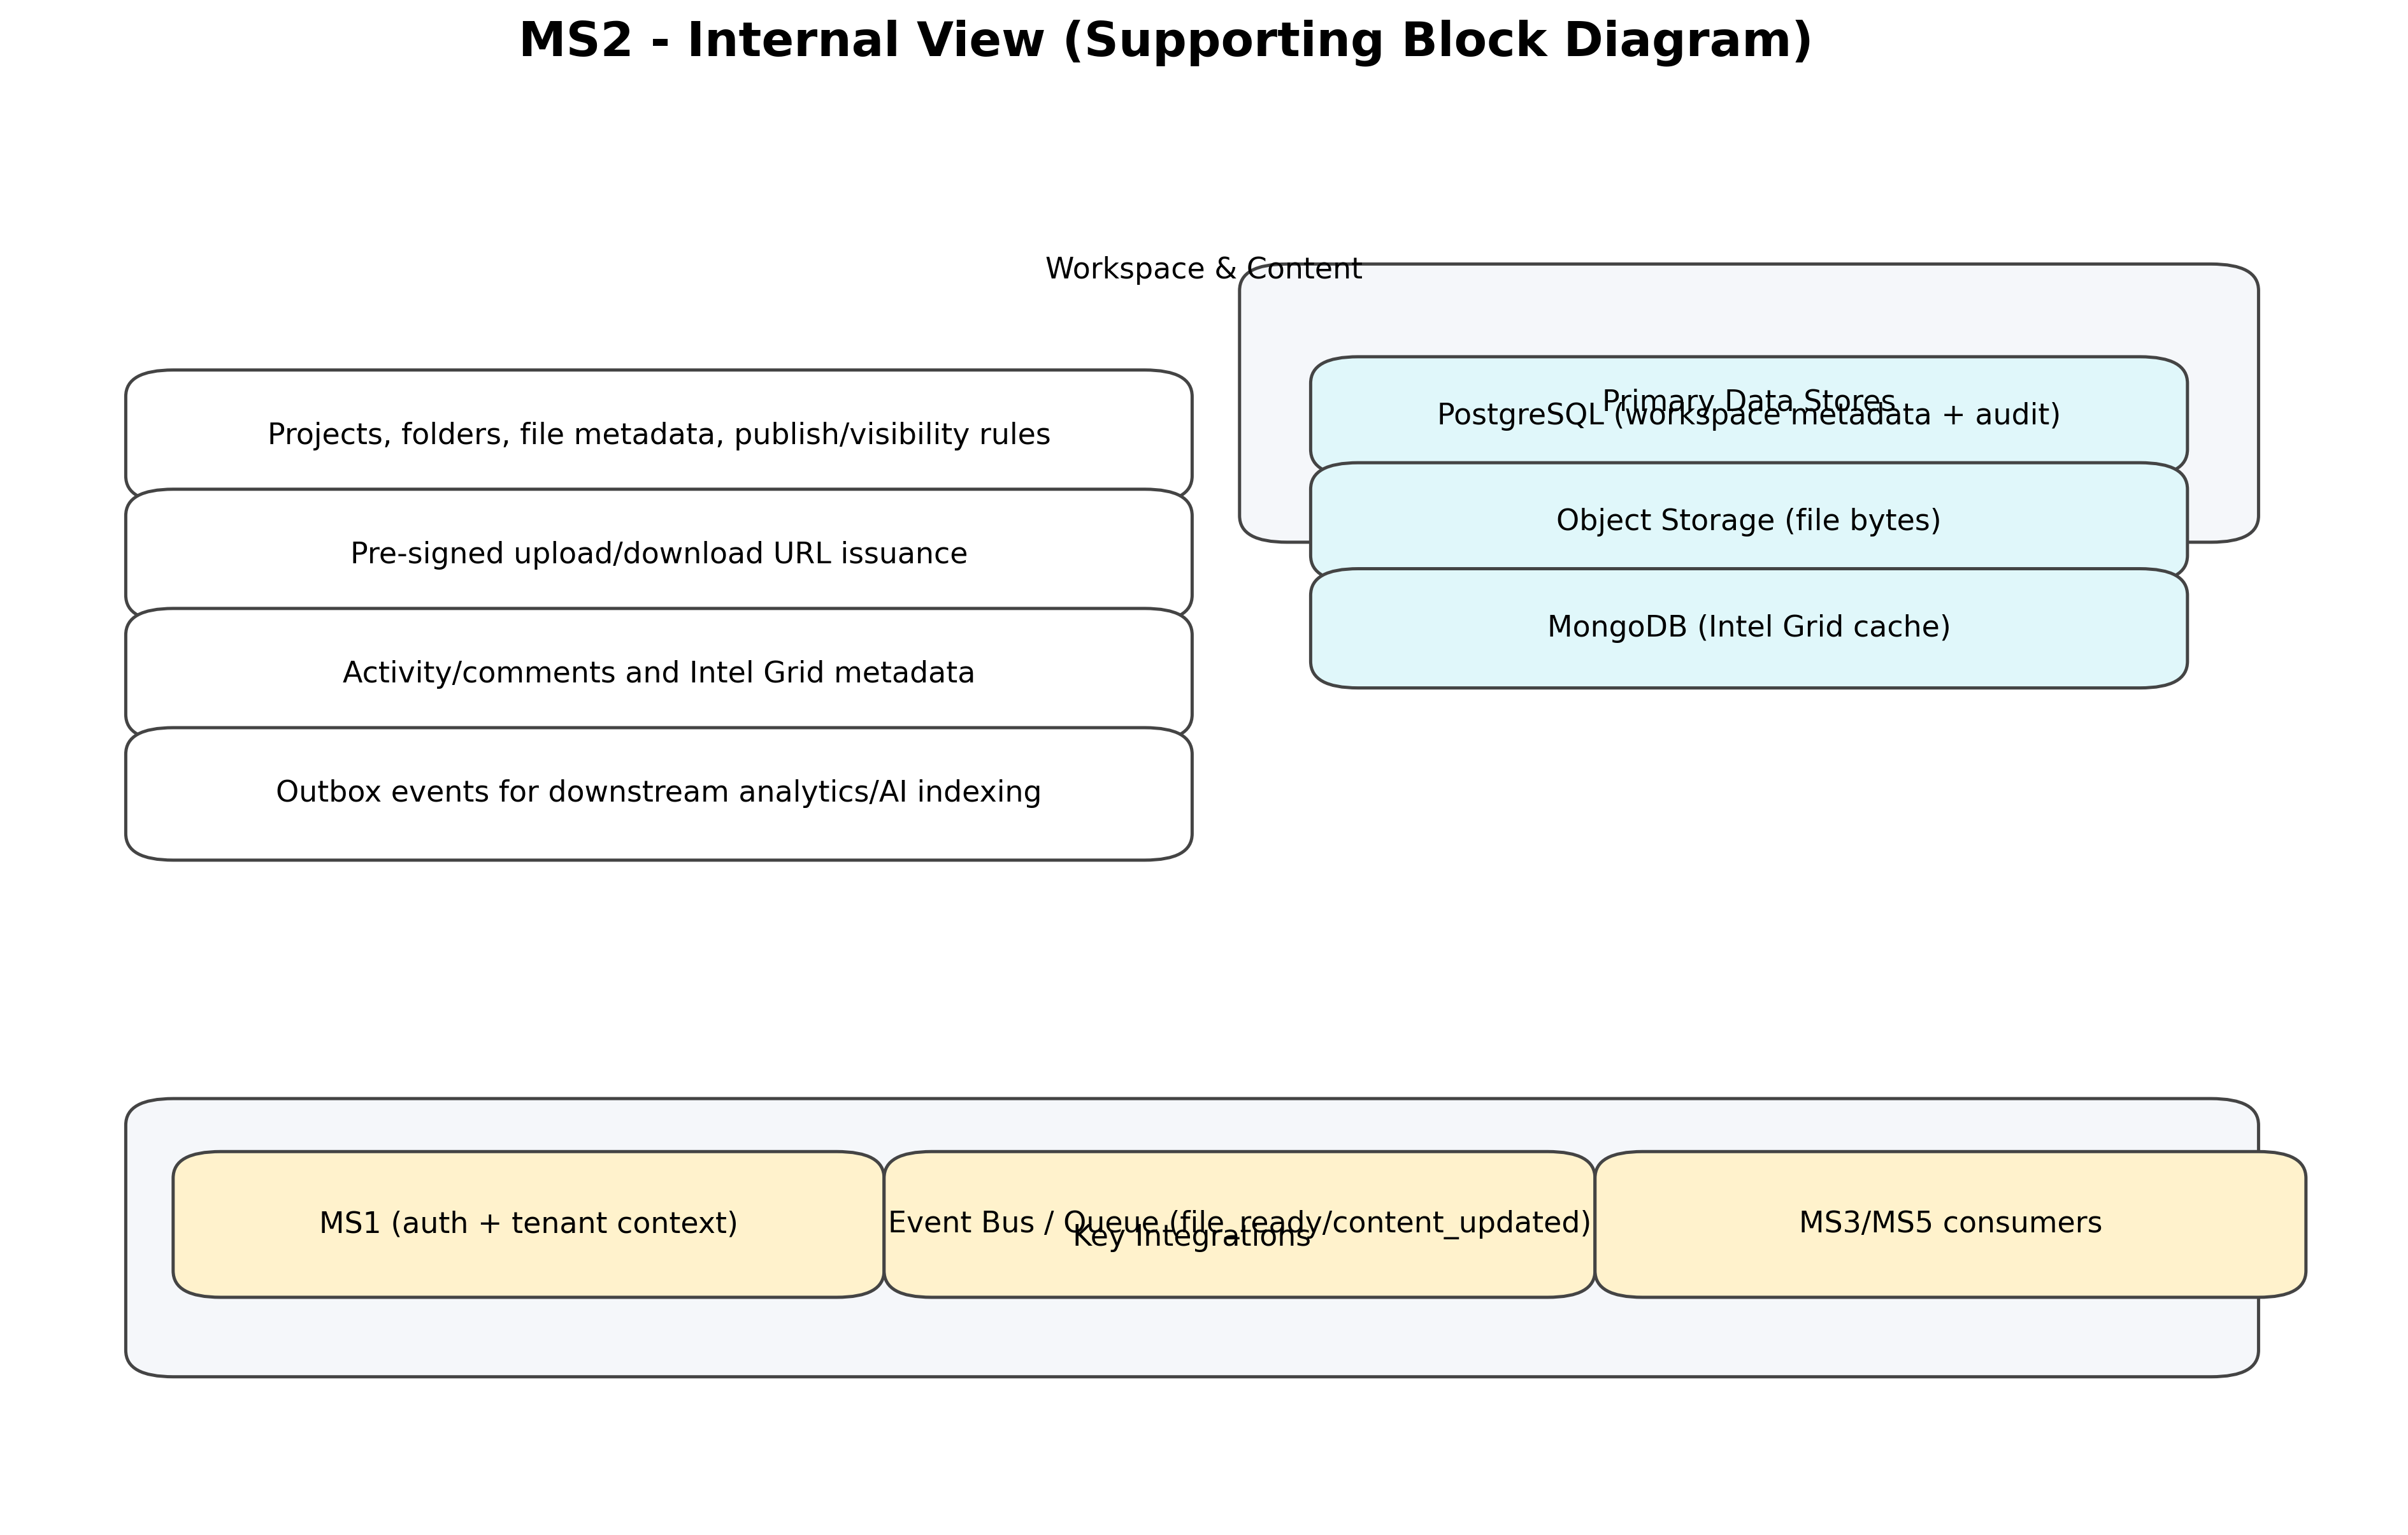 MS2 - Internal View (Supporting Block Diagram)
Workspace & Content
Projects, folders, file metadata, publish/visibility rules
Pre-signed upload/download URL issuance
Activity/comments and Intel Grid metadata
Outbox events for downstream analytics/AI indexing
Primary Data Stores
PostgreSQL (workspace metadata + audit)
Object Storage (file bytes)
MongoDB (Intel Grid cache)
MS1 (auth + tenant context)
Event Bus / Queue (file_ready/content_updated)
Key Integrations
MS3/MS5 consumers